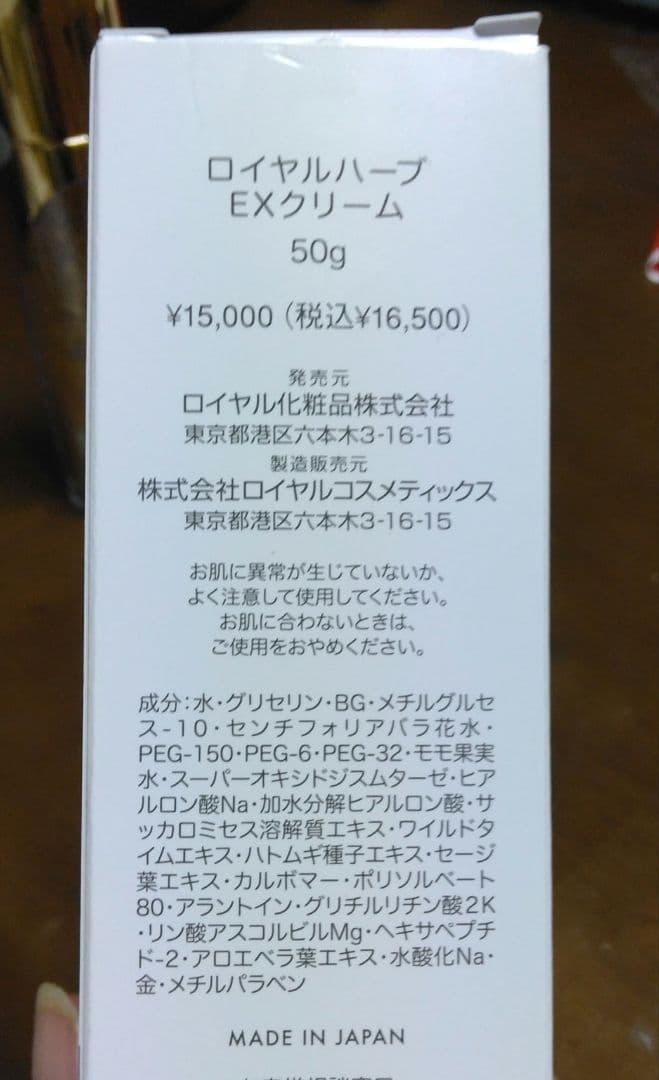 ロイヤルハーブ
EXクリーム
50g
¥15,000（税込¥16,500）
発売元
ロイヤル化粧品株式会社
東京都港区六本木3-16-15
製造販売元
株式会社ロイヤルコスメティックス
東京都港区六本木3-16-15
お肌に異常が生じていないか、
よく注意して使用してください。
お肌に合わないときは、
ご使用をおやめください。
成分：水・グリセリン・BG・メチルグルセ
ス-10・センチフォリアバラ花水・
PEG-150・PEG-6・PEG-32・モモ果実
水・スーパーオキシドジスムターゼ・ヒア
ルロン酸Na・加水分解ヒアルロン酸・サ
ッカロミセス溶解質エキス・ワイルドタ
イムエキス・ハトムギ種子エキス・セージ
葉エキス・カルボマー・ポリソルベート
80・アラントイン・グリチルリチン酸2K
・リン酸アスコルビルMg・ヘキサペプチ
ド-2・アロエベラ葉エキス・水酸化Na・
金・メチルパラベン
MADE IN JAPAN